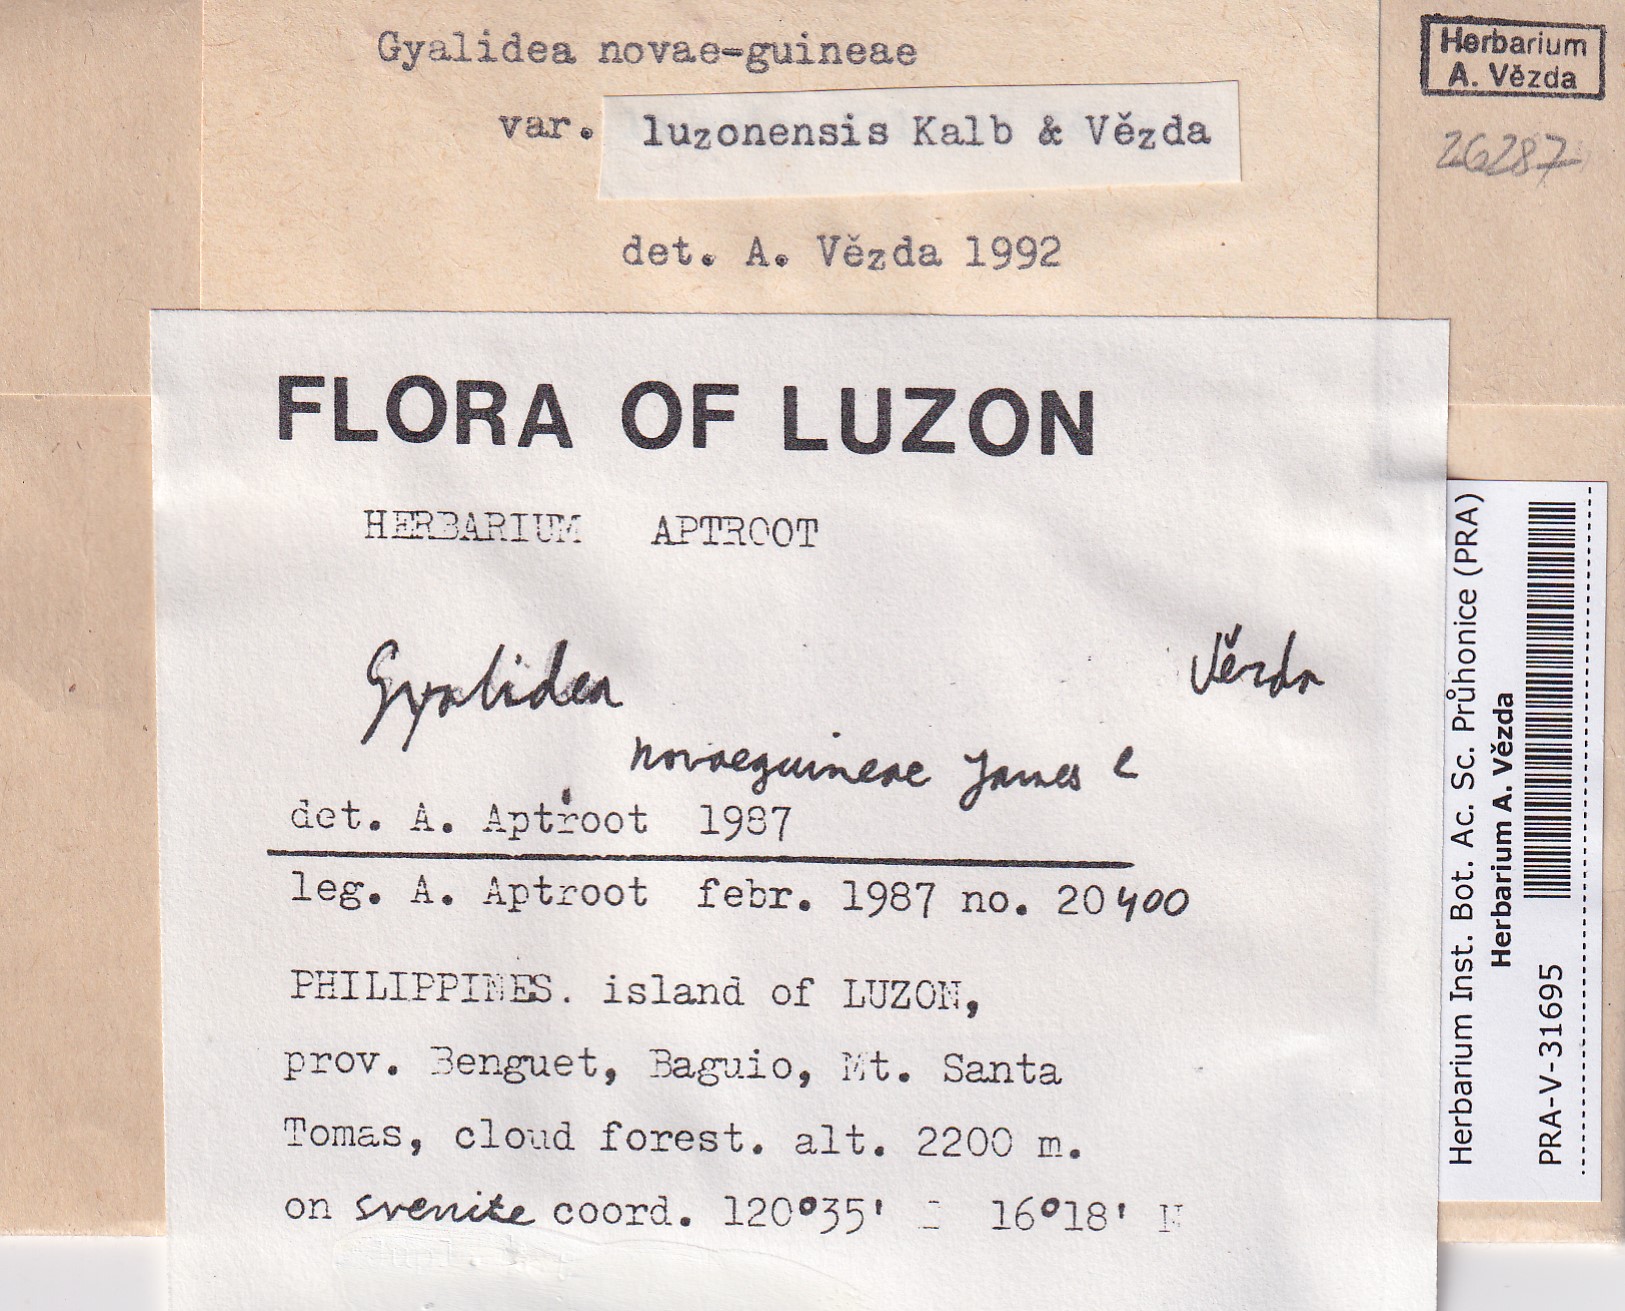 Gyalidea novae-guineae
var. luzonensis Kalb & Vězda
det. A. Vězda 1992
Herbarium
A. Vězda
26287
FLORA OF LUZON
HERBARIUM APTROOT
Gyalidea Vězda
novaeguineae James
det. A. Aptroot 1987
leg. A. Aptroot febr. 1987 no. 20400
PHILIPPINES. island of LUZON,
prov. Benguet, Baguio, Mt. Santa
Tomas, cloud forest. alt. 2200 m.
on syenite coord. 120°35' 16°18' N
Herbarium Inst. Bot. Ac. Sc. Průhonice (PRA)
Herbarium A. Vězda
PRA-V-31695